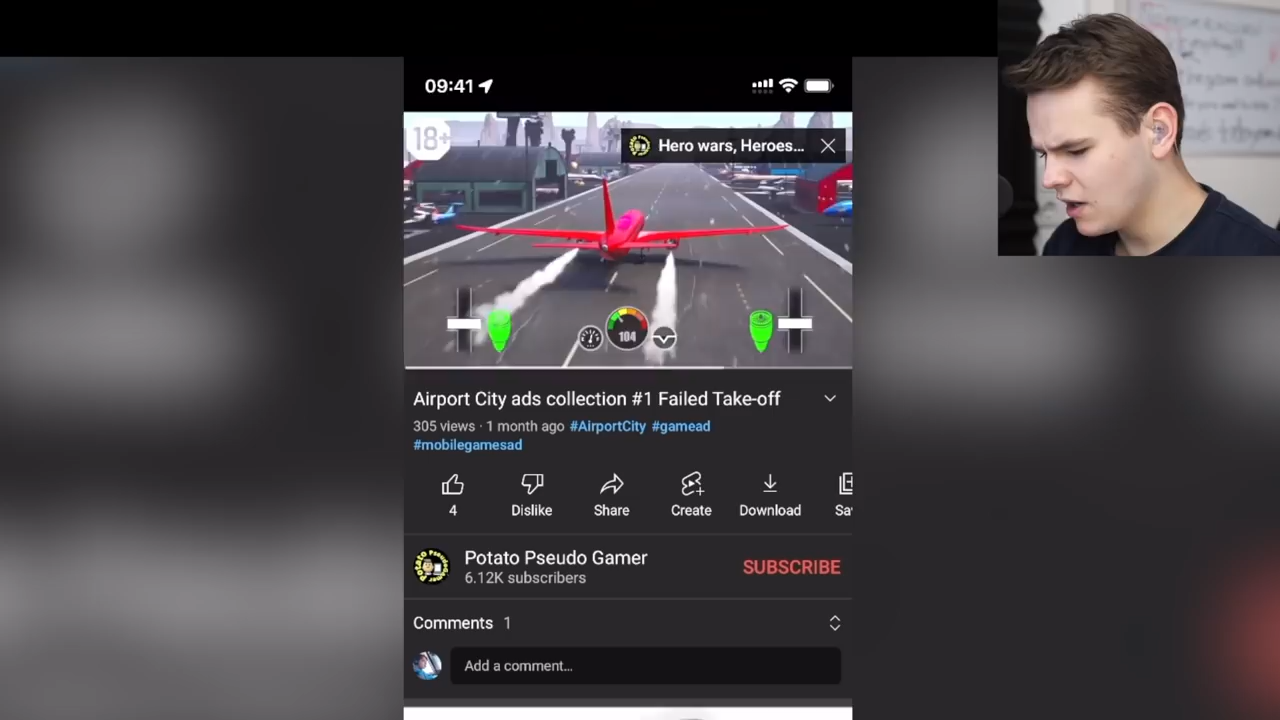 09:41
18+
Hero wars, Heroes...
104
Airport City ads collection #1 Failed Take-off
305 views · 1 month ago #AirportCity #gamead
#mobilegamesad
4 Dislike Share Create Download Sav
Potato Pseudo Gamer
6.12K subscribers
SUBSCRIBE
Comments 1
Add a comment...